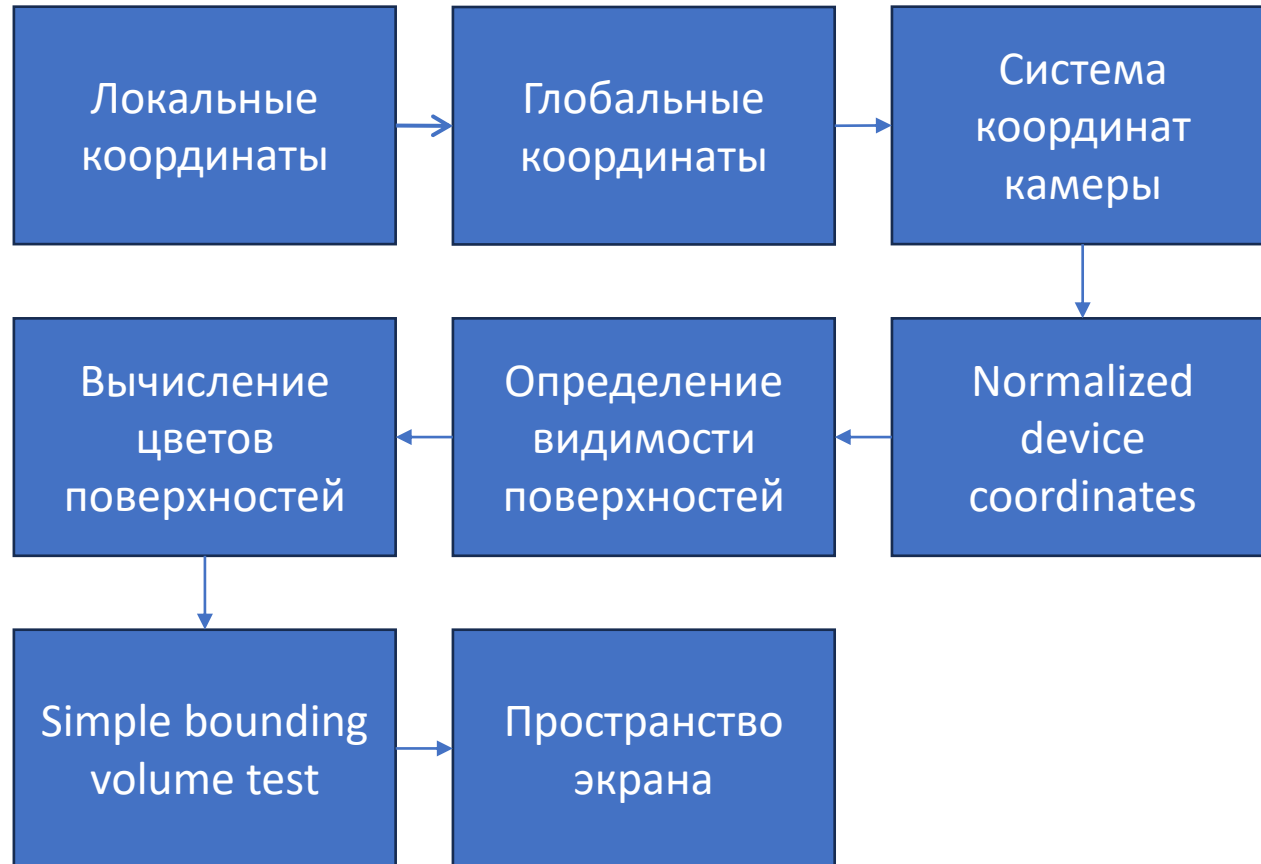 Локальные
координаты
Глобальные
координаты
Система
координат
камеры
Вычисление
цветов
поверхностей
Определение
видимости
поверхностей
Normalized
device
coordinates
Simple bounding
volume test
Пространство
экрана